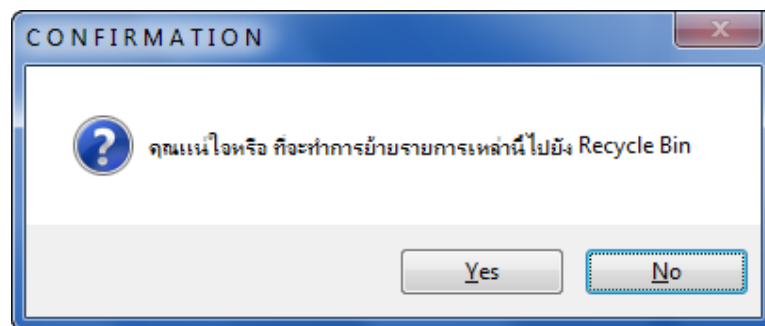 CONFIRMATION
คุณแน่ใจหรือ ที่จะทำการย้ายรายการเหล่านี้ไปยัง Recycle Bin
Yes
No